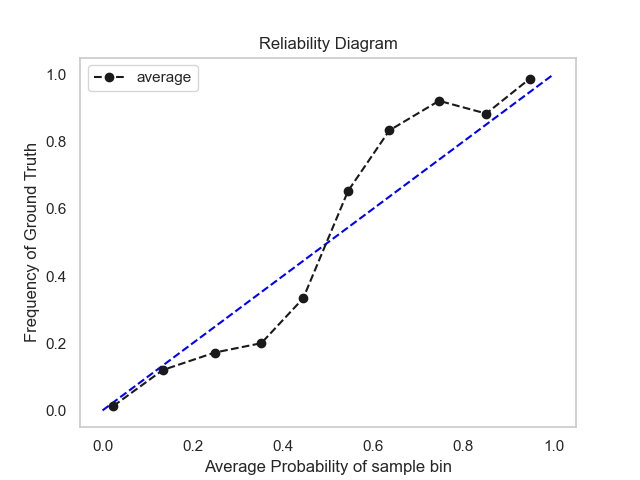 Reliability Diagram
average
Frequency of Ground Truth
1.0
0.8
0.6
0.4
0.2
0.0
0.0 0.2 0.4 0.6 0.8 1.0
Average Probability of sample bin